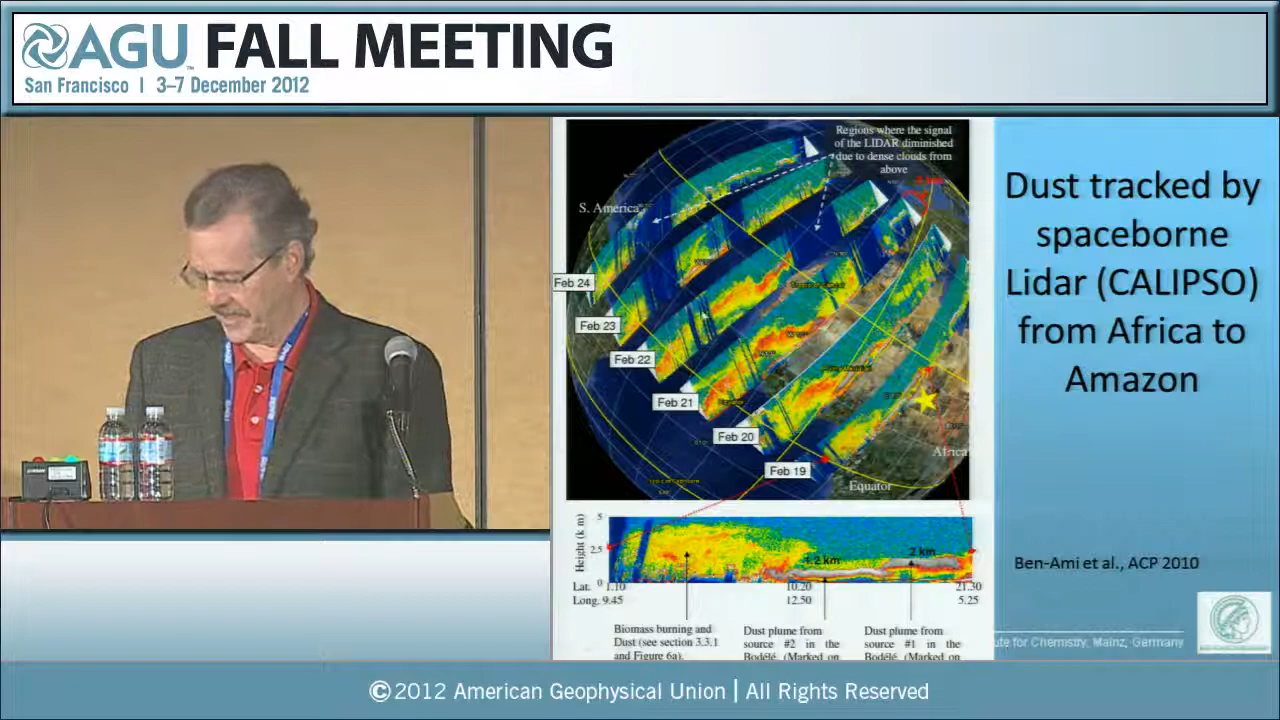 AGU FALL MEETING
San Francisco | 3–7 December 2012
Regions where the signal
of the LIDAR diminished
due to dense clouds from
above
S. America
Feb 24
Feb 23
Feb 22
Feb 21
Feb 20
Feb 19
Africa
Equator
Dust tracked by
spaceborne
Lidar (CALIPSO)
from Africa to
Amazon
Height (k m)
5
2.5
0
1.2 km
2 km
Lat. 1.10 10.20 21.30
Long. 9.45 12.50 5.25
Biomass burning and
Dust (see section 3.3.1
and Figure 6a).
Dust plume from
source #2 in the
Bodélé. (Marked on
Dust plume from
source #1 in the
Bodélé. (Marked on
Ben-Ami et al., ACP 2010
ute for Chemistry, Mainz, Germany
©2012 American Geophysical Union | All Rights Reserved